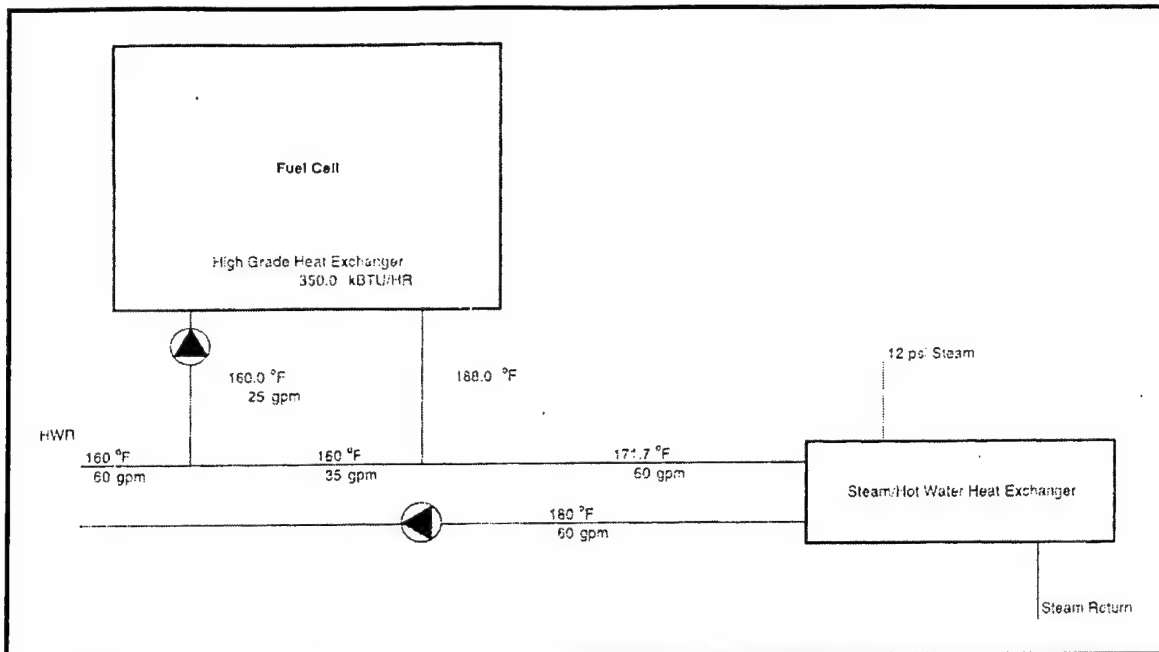 Fuel Cell
High Grade Heat Exchanger
350.0 kBTU/HR
12 psi Steam
160.0 °F
25 gpm
188.0 °F
HWR
160 °F
60 gpm
160 °F
35 gpm
171.7 °F
60 gpm
Steam/Hot Water Heat Exchanger
180 °F
60 gpm
Steam Return